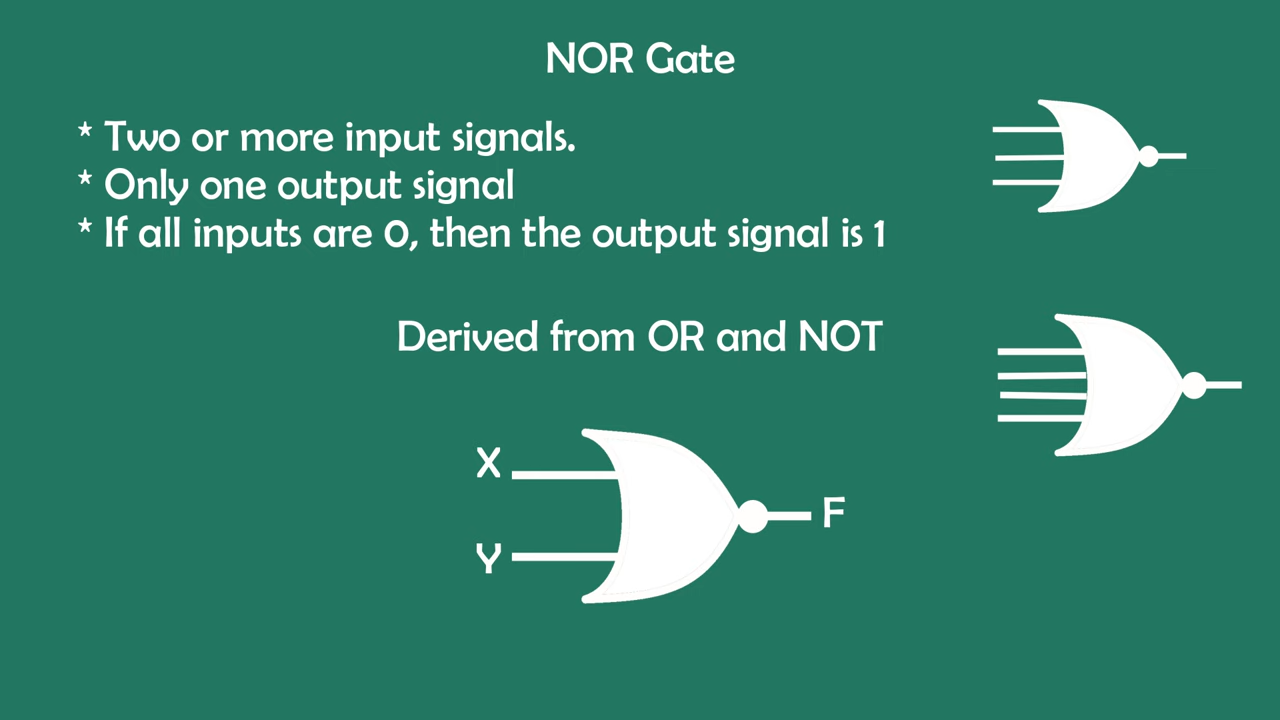 NOR Gate
* Two or more input signals.
* Only one output signal
* If all inputs are 0, then the output signal is 1
Derived from OR and NOT
X
F
Y